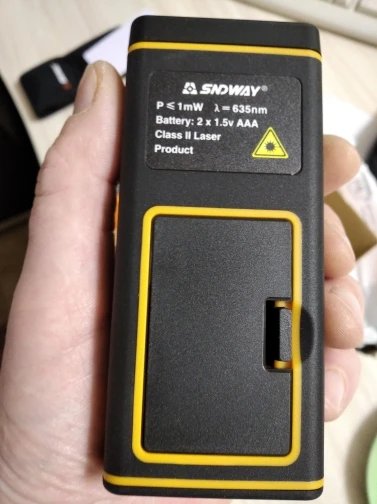 SNDWAY®
P ≤ 1mW λ = 635nm
Battery: 2 x 1.5v AAA
Class II Laser
Product